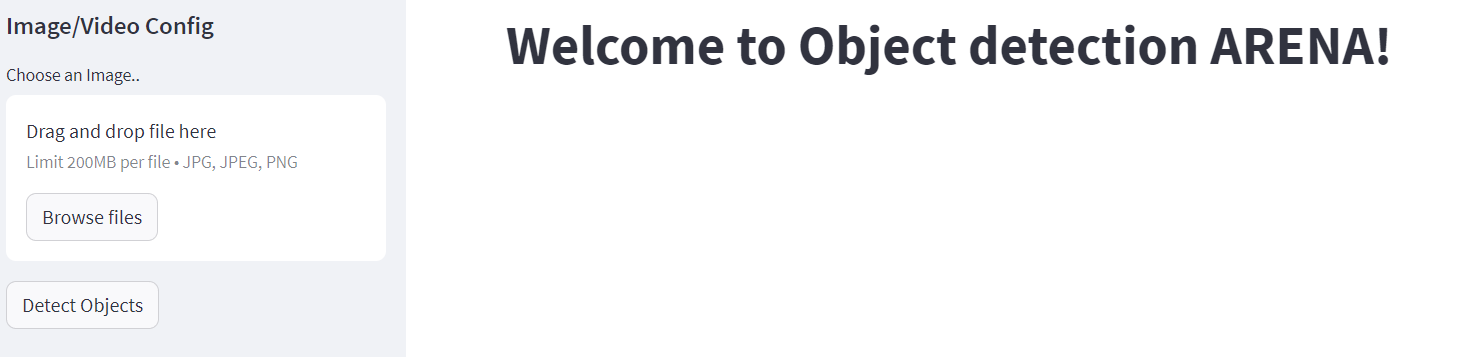 Image/Video Config
Choose an Image..
Drag and drop file here
Limit 200MB per file • JPG, JPEG, PNG
Browse files
Detect Objects
Welcome to Object detection ARENA!